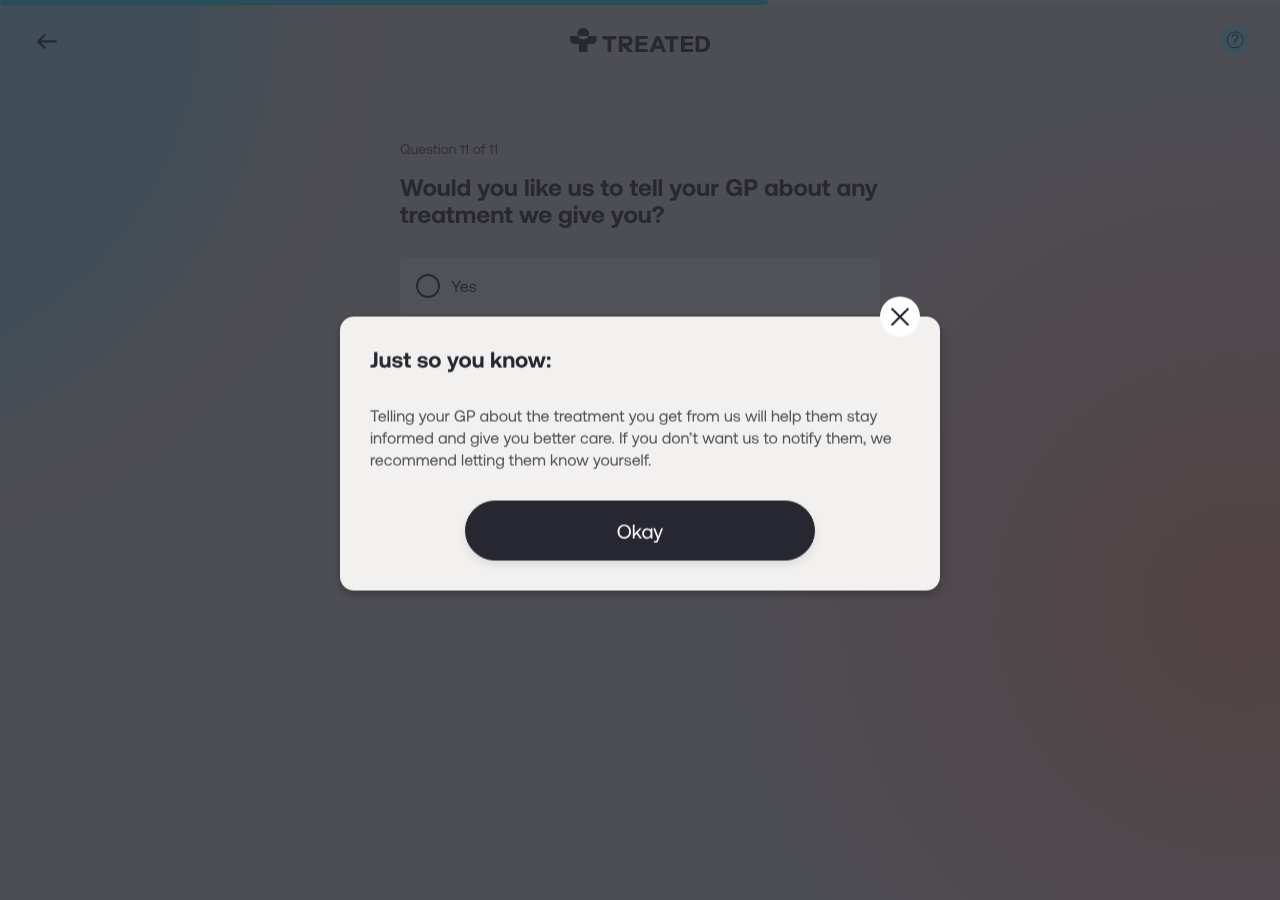 TREATED
Question 11 of 11
Would you like us to tell your GP about any
treatment we give you?
Yes
Just so you know:
Telling your GP about the treatment you get from us will help them stay
informed and give you better care. If you don't want us to notify them, we
recommend letting them know yourself.
Okay